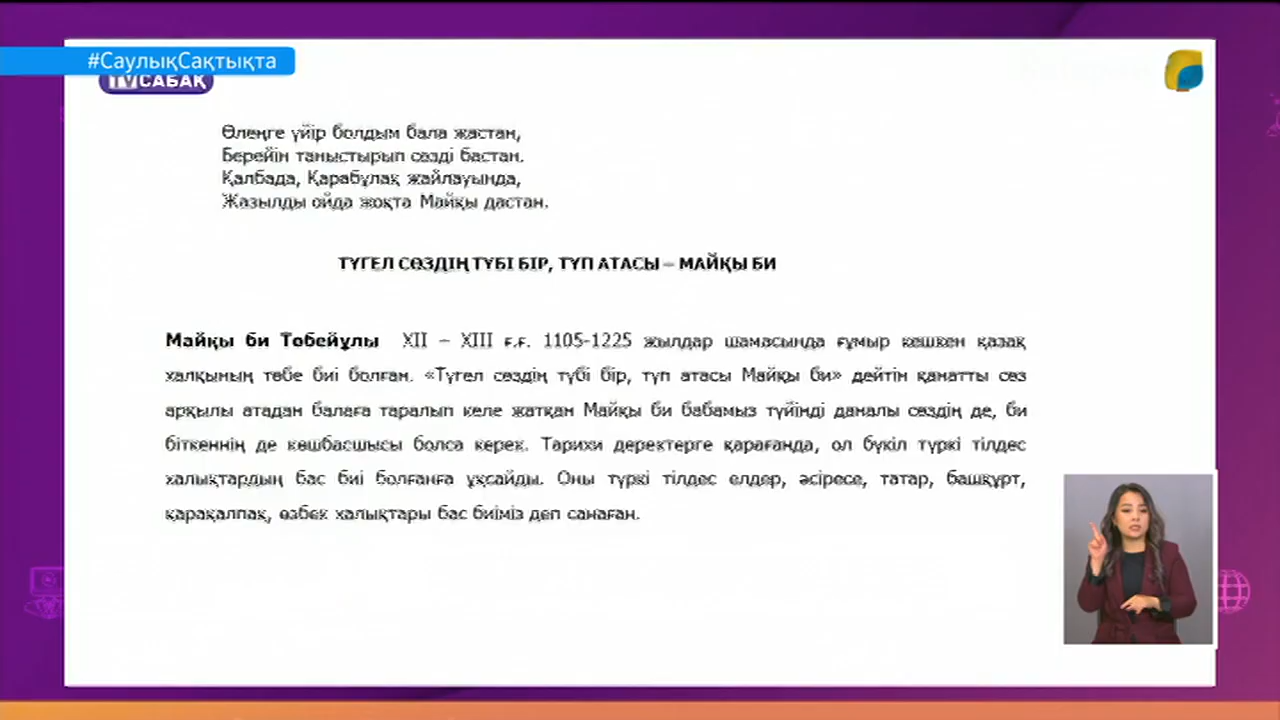 #СаулықСақтықта
TVСАБАҚ
Өлеңге үйір болдым бала жастан,
Берейін таныстырып сөзді бастан.
Қалбада, Қарабұлақ жайлауында,
Жазылды ойда жоқта Майқы дастан.
ТҮГЕЛ СӨЗДІҢ ТҮБІ БІР, ТҮП АТАСЫ – МАЙҚЫ БИ
Майқы би Төбейұлы XII – XIII ғ.ғ. 1105-1225 жылдар шамасында ғұмыр кешкен қазақ
халқының төбе биі болған. «Түгел сөздің түбі бір, түп атасы Майқы би» дейтін қанатты сөз
арқылы атадан балаға таралып келе жатқан Майқы би бабамыз түйінді даналы сөздің де, би
біткеннің де көшбасшысы болса керек. Тарихи деректерге қарағанда, ол бүкіл түркі тілдес
халықтардың бас биі болғанға ұқсайды. Оны түркі тілдес елдер, әсіресе, татар, башқұрт,
қарақалпақ, өзбек халықтары бас биіміз деп санаған.